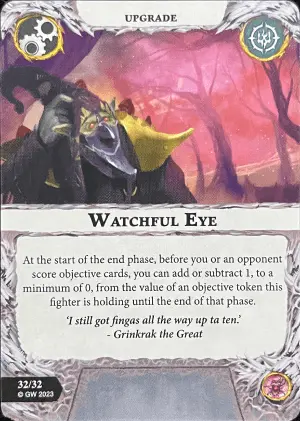 UPGRADE
WATCHFUL EYE
At the start of the end phase, before you or an opponent
score objective cards, you can add or subtract 1, to a
minimum of 0, from the value of an objective token this
fighter is holding until the end of that phase.
'I still got fingas all the way up ta ten.'
- Grinkrak the Great
32/32
© GW 2023